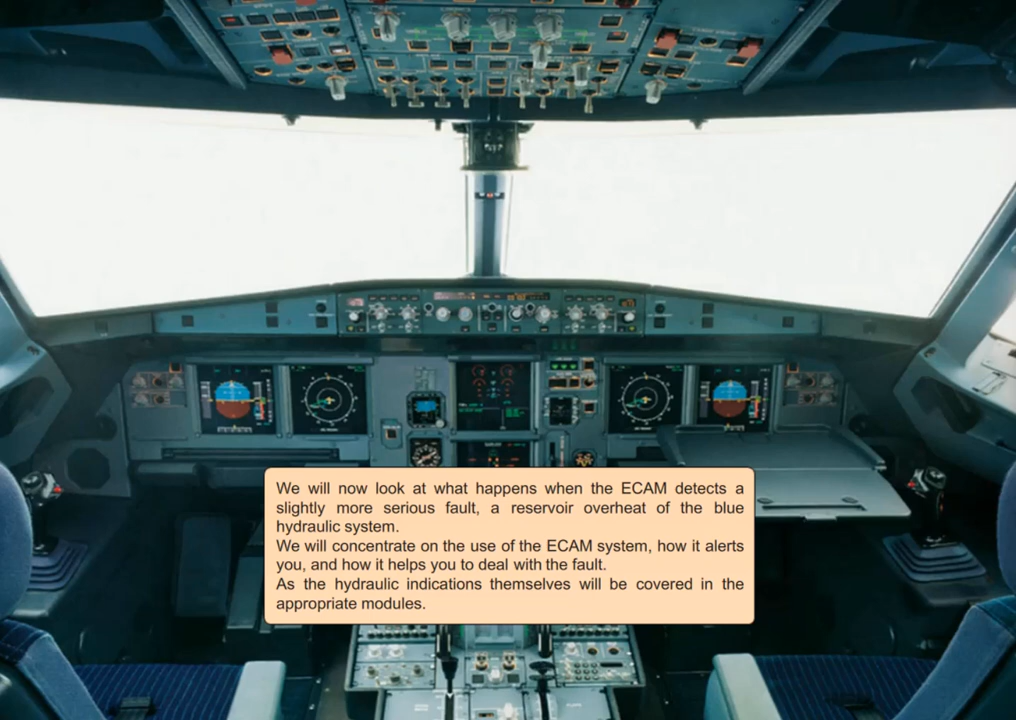 We will now look at what happens when the ECAM detects a
slightly more serious fault, a reservoir overheat of the blue
hydraulic system.
We will concentrate on the use of the ECAM system, how it alerts
you, and how it helps you to deal with the fault.
As the hydraulic indications themselves will be covered in the
appropriate modules.